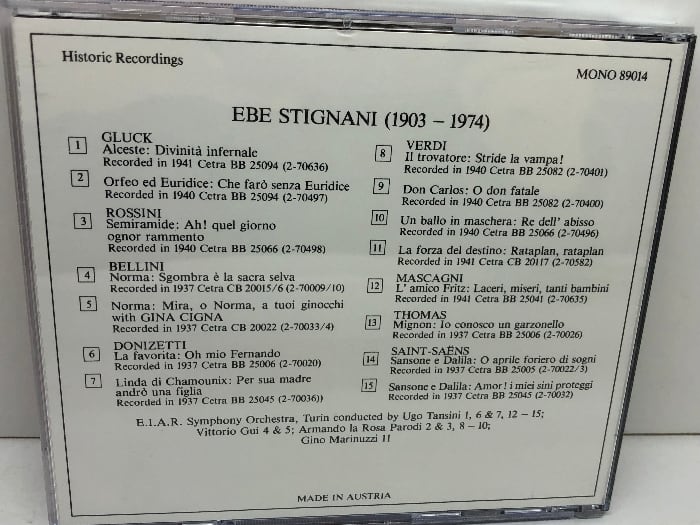 Historic Recordings
MONO 89014
EBE STIGNANI (1903 – 1974)
1 GLUCK
Alceste: Divinità infernale
Recorded in 1941 Cetra BB 25094 (2-70636)
2 Orfeo ed Euridice: Che farò senza Euridice
Recorded in 1940 Cetra BB 25094 (2-70497)
3 ROSSINI
Semiramide: Ah! quel giorno
ognor rammento
Recorded in 1940 Cetra BB 25066 (2-70498)
4 BELLINI
Norma: Sgombra è la sacra selva
Recorded in 1937 Cetra CB 20015/6 (2-70009/10)
5 Norma: Mira, o Norma, a tuoi ginocchi
with GINA CIGNA
Recorded in 1937 Cetra CB 20022 (2-70033/4)
6 DONIZETTI
La favorita: Oh mio Fernando
Recorded in 1937 Cetra BB 25006 (2-70020)
7 Linda di Chamounix: Per sua madre
andrò una figlia
Recorded in 1937 Cetra BB 25045 (2-70036))
8 VERDI
Il trovatore: Stride la vampa!
Recorded in 1940 Cetra BB 25082 (2-70401)
9 Don Carlos: O don fatale
Recorded in 1940 Cetra BB 25082 (2-70400)
10 Un ballo in maschera: Re dell' abisso
Recorded in 1940 Cetra BB 25066 (2-70496)
11 La forza del destino: Rataplan, rataplan
Recorded in 1941 Cetra CB 20117 (2-70582)
12 MASCAGNI
L' amico Fritz: Laceri, miseri, tanti bambini
Recorded in 1941 Cetra BB 25041 (2-70635)
13 THOMAS
Mignon: Io conosco un garzonello
Recorded in 1937 Cetra BB 25006 (2-70026)
14 SAINT-SAËNS
Sansone e Dalila: O aprile foriero di sogni
Recorded in 1937 Cetra BB 25005 (2-70022/3)
15 Sansone e Dalila: Amor! i miei sini proteggi
Recorded in 1937 Cetra BB 25045 (2-70032)
E.I.A.R. Symphony Orchestra, Turin conducted by Ugo Tansini 1, 6 & 7, 12 – 15;
Vittorio Gui 4 & 5; Armando la Rosa Parodi 2 & 3, 8 – 10;
Gino Marinuzzi 11
MADE IN AUSTRIA